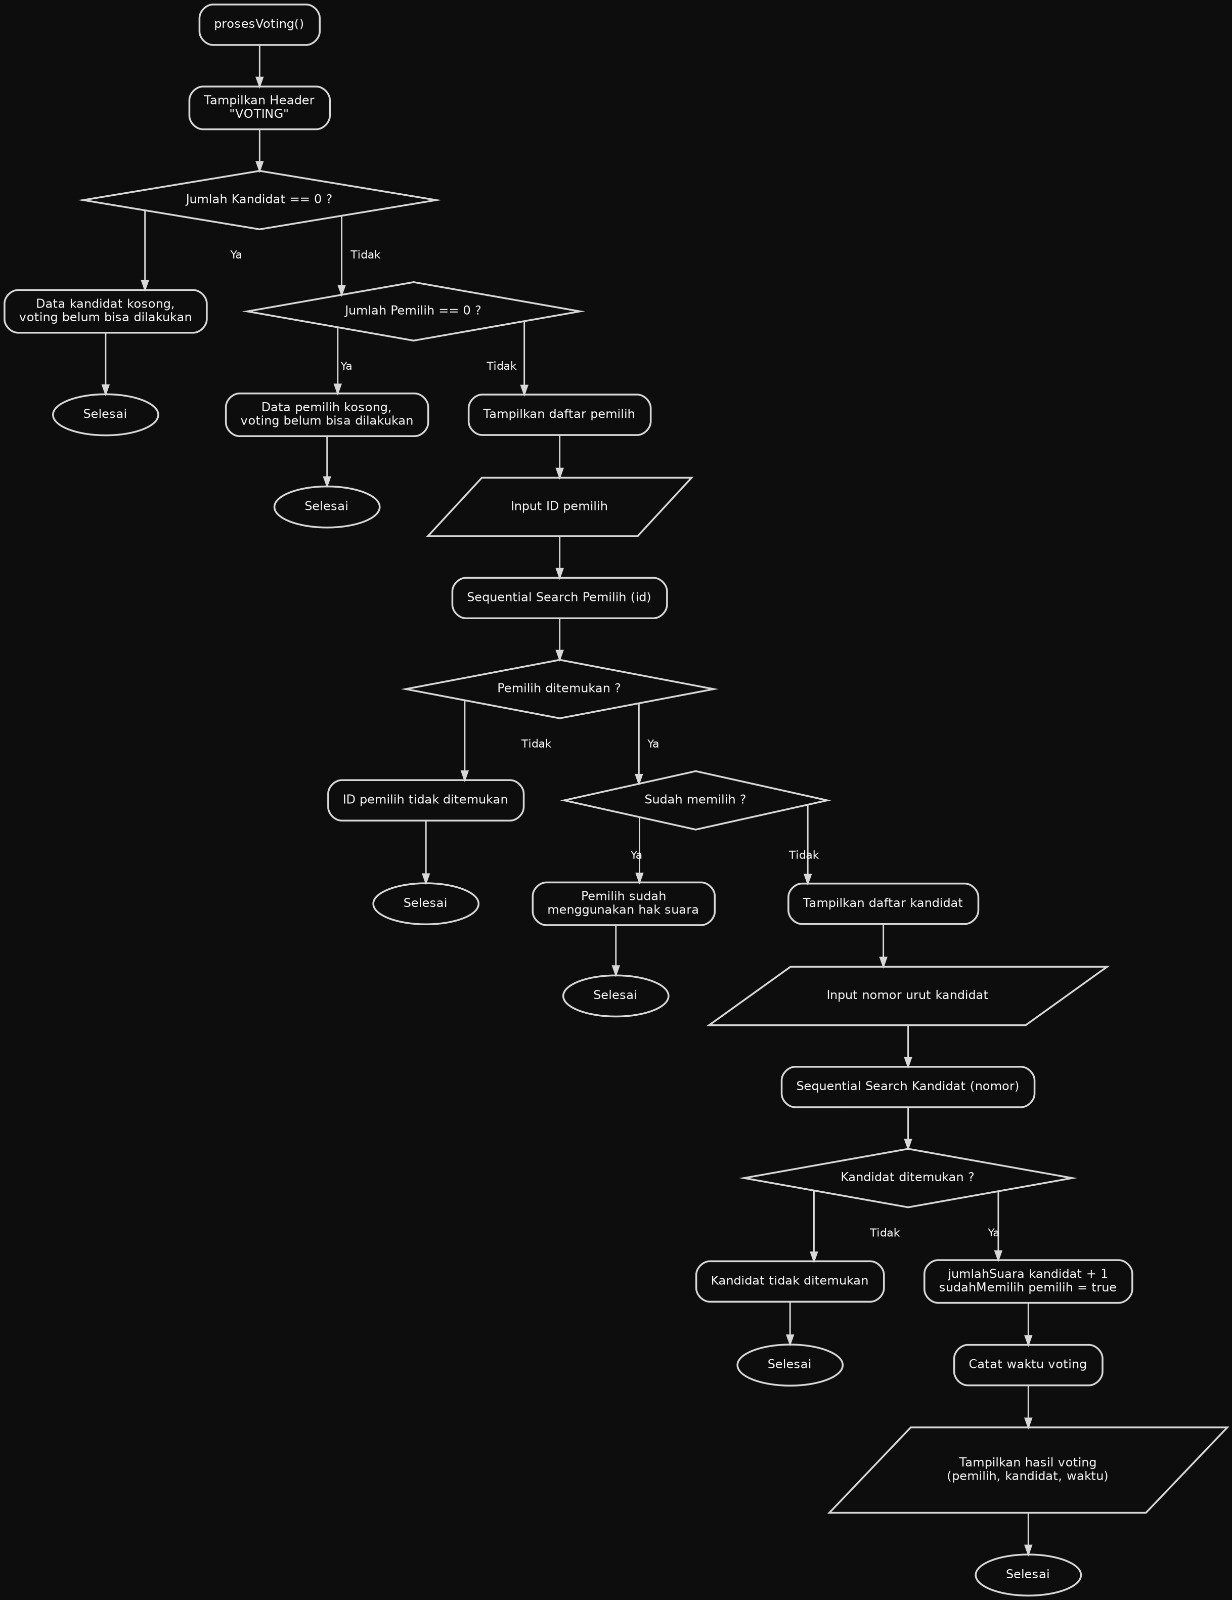 prosesVoting()
Tampilkan Header
"VOTING"
Jumlah Kandidat == 0 ?
Ya
Tidak
Data kandidat kosong,
voting belum bisa dilakukan
Jumlah Pemilih == 0 ?
Ya
Tidak
Selesai
Data pemilih kosong,
voting belum bisa dilakukan
Tampilkan daftar pemilih
Selesai
Input ID pemilih
Sequential Search Pemilih (id)
Pemilih ditemukan ?
Tidak
Ya
ID pemilih tidak ditemukan
Sudah memilih ?
Ya
Tidak
Selesai
Pemilih sudah
menggunakan hak suara
Tampilkan daftar kandidat
Selesai
Input nomor urut kandidat
Sequential Search Kandidat (nomor)
Kandidat ditemukan ?
Tidak
Ya
Kandidat tidak ditemukan
jumlahSuara kandidat + 1
sudahMemilih pemilih = true
Selesai
Catat waktu voting
Tampilkan hasil voting
(pemilih, kandidat, waktu)
Selesai